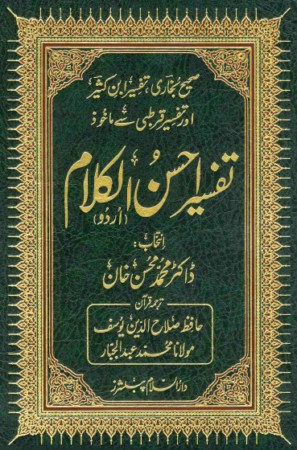 صحیح بخاری، تفسیر ابن کثیر
اور تفسیر قرطبی سے ماخوذ
تفسیر احسن الکلام
(اردو)
انتخاب:
ڈاکٹر محمد محسن خان
ترجمہ قرآن
حافظ صلاح الدین یوسف
مولانا محمد عبدالجبار
دارالسلام پبلشرز